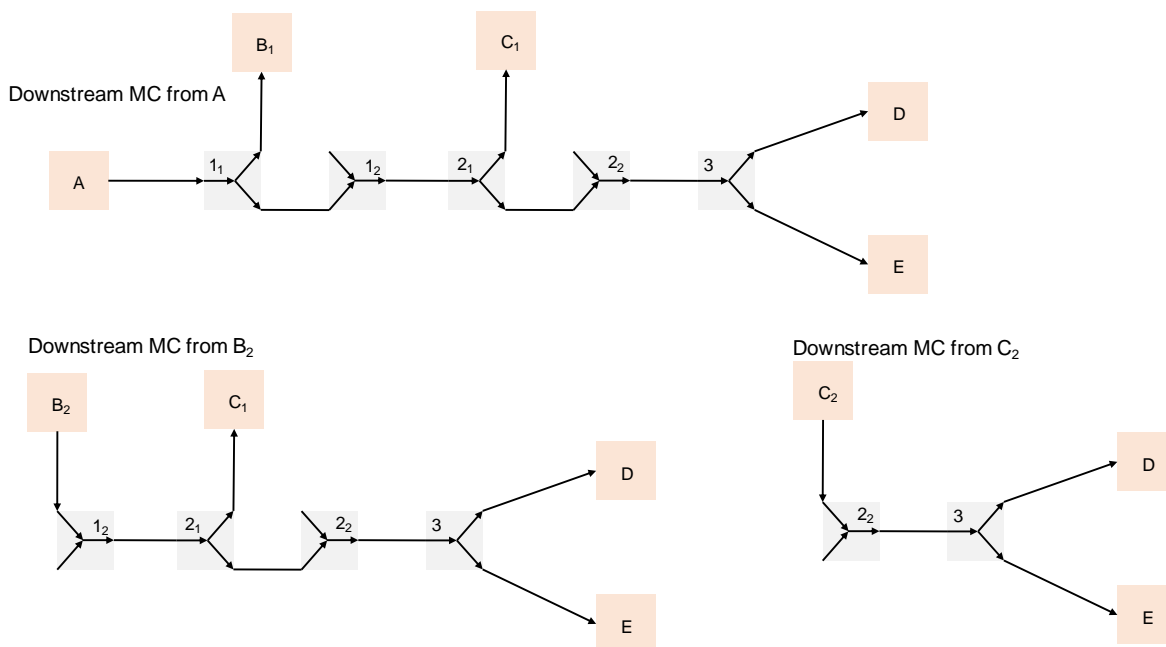 B₁
C₁
Downstream MC from A
D
A
1₁
1₂
2₁
2₂
3
E
Downstream MC from B₂
B₂
C₁
D
1₂
2₁
2₂
3
E
Downstream MC from C₂
C₂
D
2₂
3
E